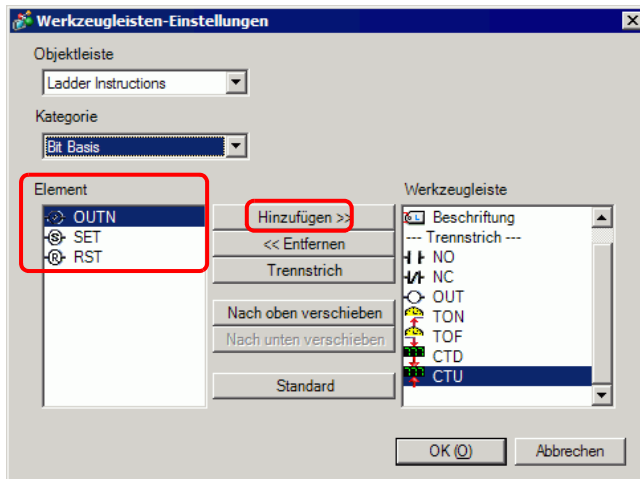 Werkzeugleisten-Einstellungen
Objektleiste
Ladder Instructions
Kategorie
Bit Basis
Element
OUTN
SET
RST
Hinzufügen >>
<< Entfernen
Trennstrich
Nach oben verschieben
Nach unten verschieben
Standard
Werkzeugleiste
Beschriftung
--- Trennstrich ---
NO
NC
OUT
TON
TOF
CTD
CTU
OK (O)
Abbrechen